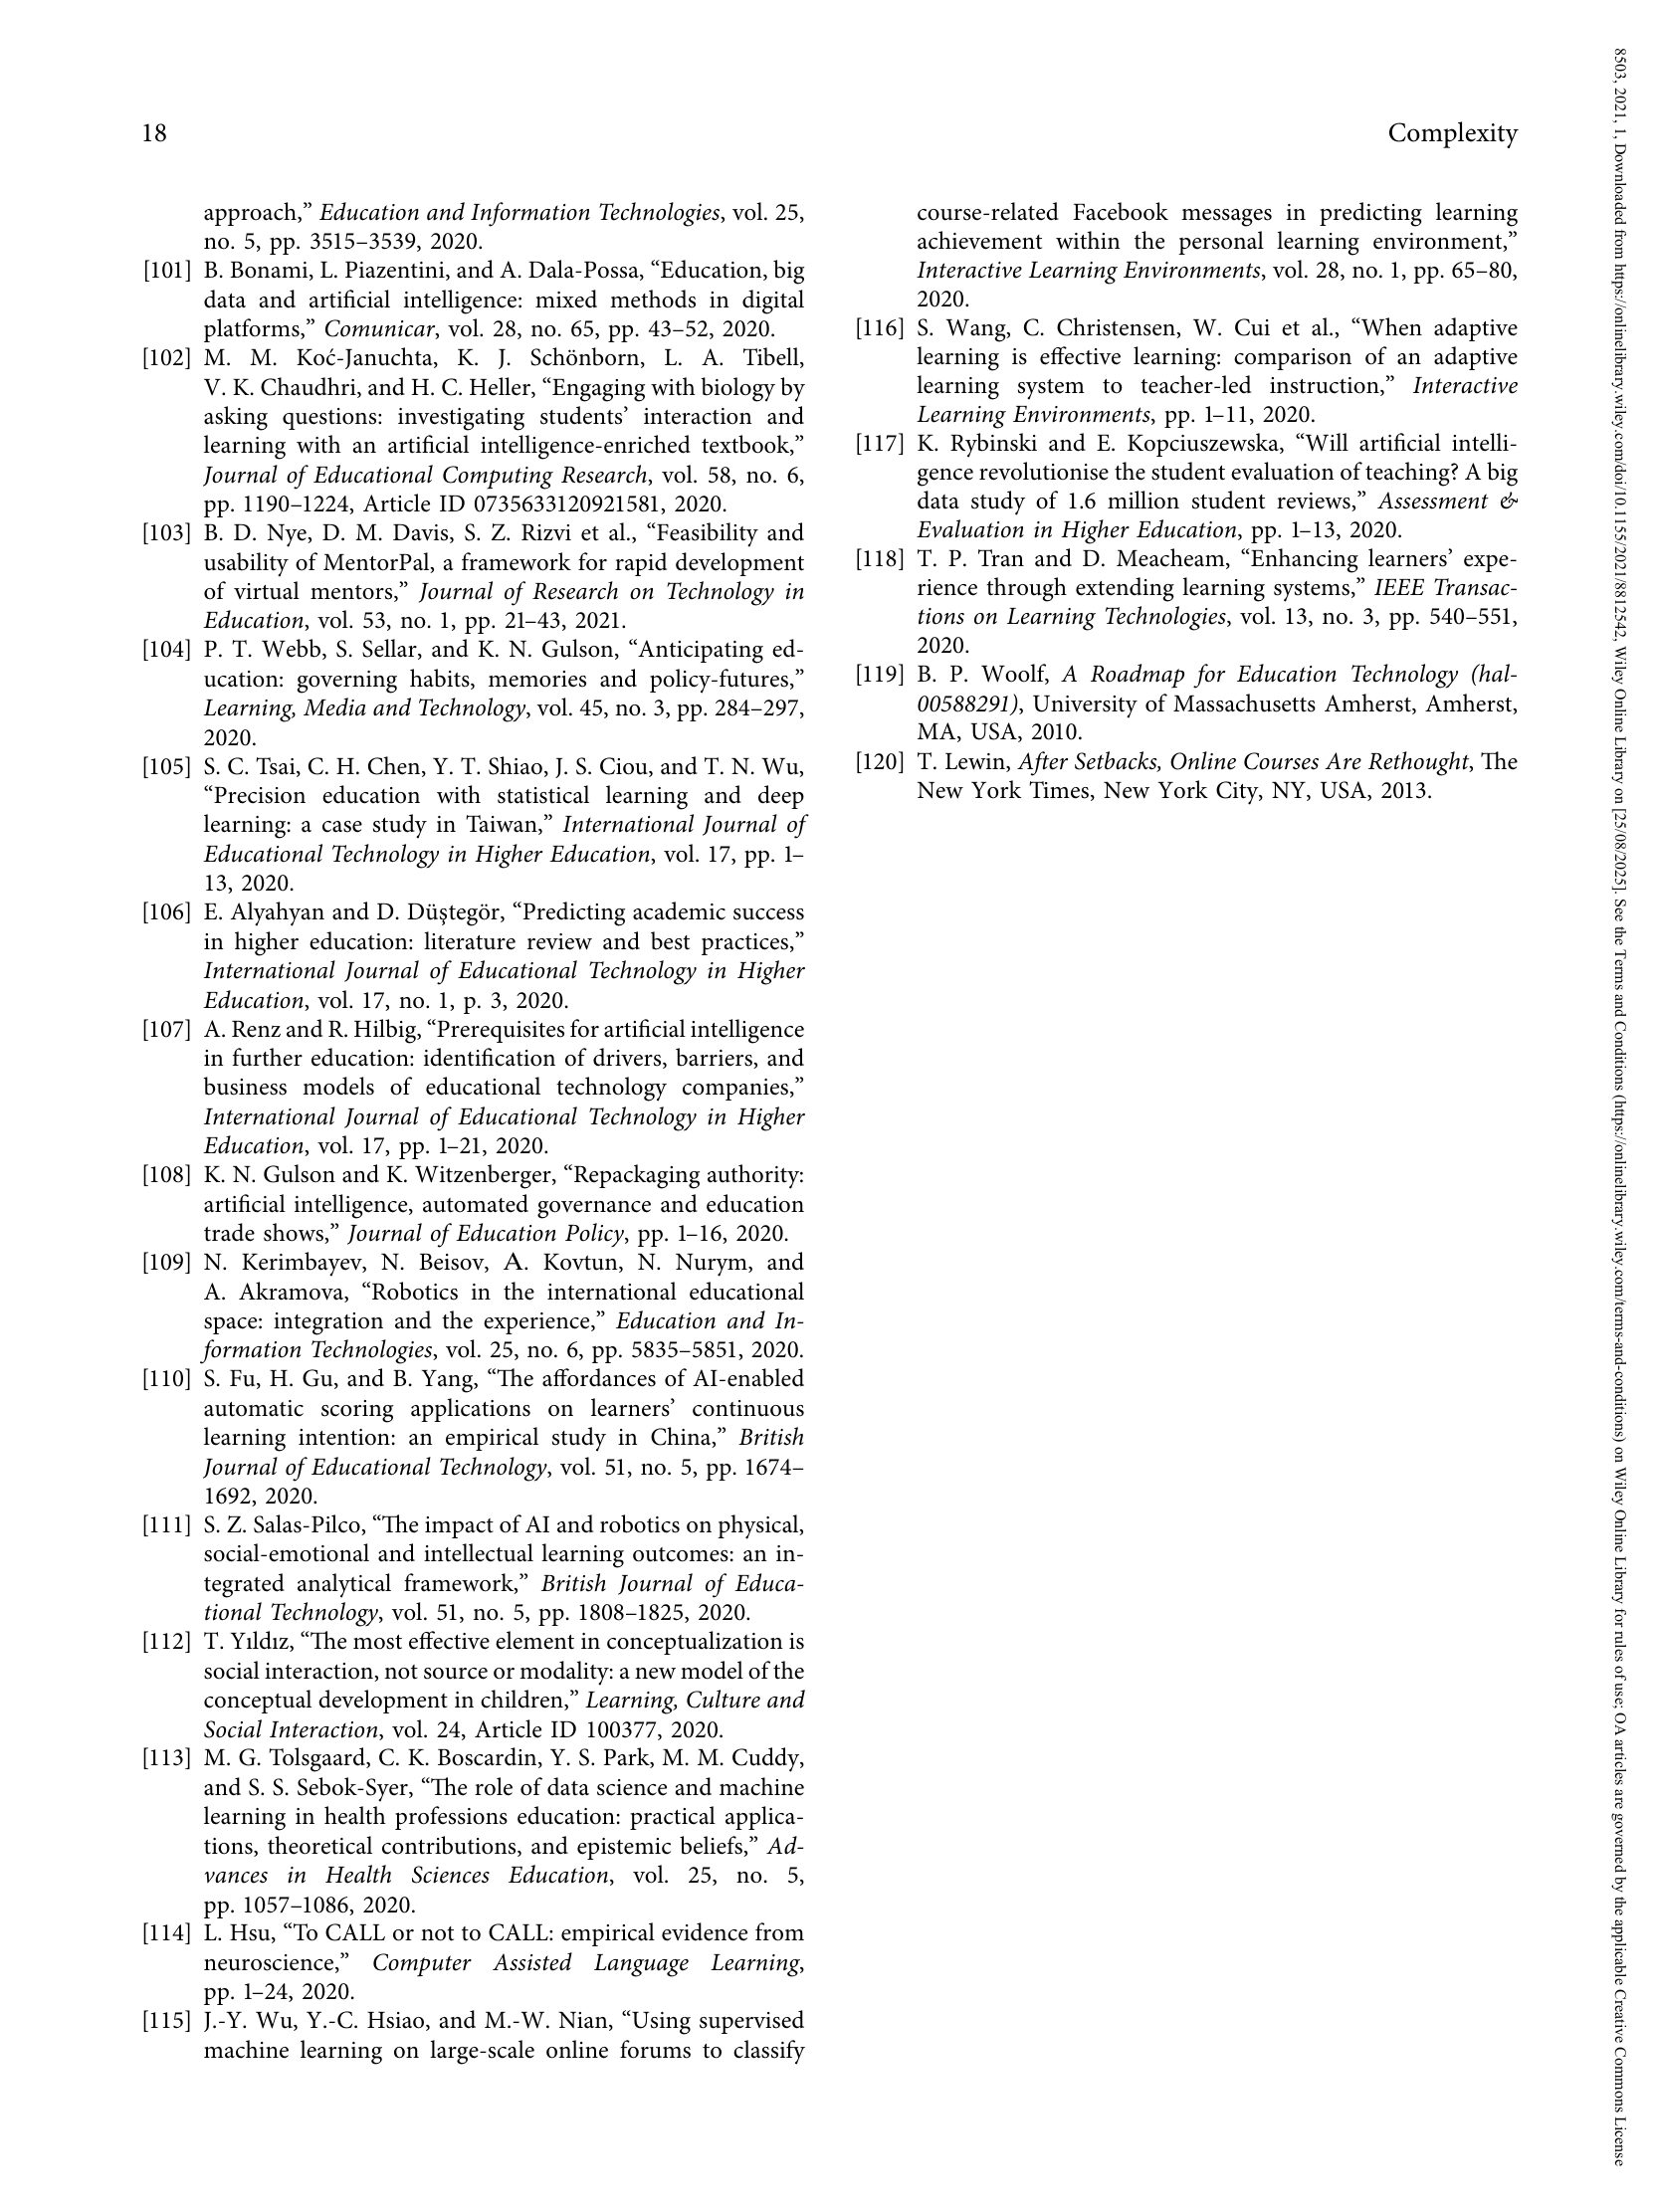 18
Complexity
approach,” Education and Information Technologies, vol. 25,
no. 5, pp. 3515–3539, 2020.
[101] B. Bonami, L. Piazentini, and A. Dala-Possa, “Education, big
data and artificial intelligence: mixed methods in digital
platforms,” Comunicar, vol. 28, no. 65, pp. 43–52, 2020.
[102] M. M. Koć-Januchta, K. J. Schönborn, L. A. Tibell,
V. K. Chaudhri, and H. C. Heller, “Engaging with biology by
asking questions: investigating students’ interaction and
learning with an artificial intelligence-enriched textbook,”
Journal of Educational Computing Research, vol. 58, no. 6,
pp. 1190–1224, Article ID 0735633120921581, 2020.
[103] B. D. Nye, D. M. Davis, S. Z. Rizvi et al., “Feasibility and
usability of MentorPal, a framework for rapid development
of virtual mentors,” Journal of Research on Technology in
Education, vol. 53, no. 1, pp. 21–43, 2021.
[104] P. T. Webb, S. Sellar, and K. N. Gulson, “Anticipating ed-
ucation: governing habits, memories and policy-futures,”
Learning, Media and Technology, vol. 45, no. 3, pp. 284–297,
2020.
[105] S. C. Tsai, C. H. Chen, Y. T. Shiao, J. S. Ciou, and T. N. Wu,
“Precision education with statistical learning and deep
learning: a case study in Taiwan,” International Journal of
Educational Technology in Higher Education, vol. 17, pp. 1–
13, 2020.
[106] E. Alyahyan and D. Düştegör, “Predicting academic success
in higher education: literature review and best practices,”
International Journal of Educational Technology in Higher
Education, vol. 17, no. 1, p. 3, 2020.
[107] A. Renz and R. Hilbig, “Prerequisites for artificial intelligence
in further education: identification of drivers, barriers, and
business models of educational technology companies,”
International Journal of Educational Technology in Higher
Education, vol. 17, pp. 1–21, 2020.
[108] K. N. Gulson and K. Witzenberger, “Repackaging authority:
artificial intelligence, automated governance and education
trade shows,” Journal of Education Policy, pp. 1–16, 2020.
[109] N. Kerimbayev, N. Beisov, A. Kovtun, N. Nurym, and
A. Akramova, “Robotics in the international educational
space: integration and the experience,” Education and In-
formation Technologies, vol. 25, no. 6, pp. 5835–5851, 2020.
[110] S. Fu, H. Gu, and B. Yang, “The affordances of AI-enabled
automatic scoring applications on learners’ continuous
learning intention: an empirical study in China,” British
Journal of Educational Technology, vol. 51, no. 5, pp. 1674–
1692, 2020.
[111] S. Z. Salas-Pilco, “The impact of AI and robotics on physical,
social-emotional and intellectual learning outcomes: an in-
tegrated analytical framework,” British Journal of Educa-
tional Technology, vol. 51, no. 5, pp. 1808–1825, 2020.
[112] T. Yıldız, “The most effective element in conceptualization is
social interaction, not source or modality: a new model of the
conceptual development in children,” Learning, Culture and
Social Interaction, vol. 24, Article ID 100377, 2020.
[113] M. G. Tolsgaard, C. K. Boscardin, Y. S. Park, M. M. Cuddy,
and S. S. Sebok-Syer, “The role of data science and machine
learning in health professions education: practical applica-
tions, theoretical contributions, and epistemic beliefs,” Ad-
vances in Health Sciences Education, vol. 25, no. 5,
pp. 1057–1086, 2020.
[114] L. Hsu, “To CALL or not to CALL: empirical evidence from
neuroscience,” Computer Assisted Language Learning,
pp. 1–24, 2020.
[115] J.-Y. Wu, Y.-C. Hsiao, and M.-W. Nian, “Using supervised
machine learning on large-scale online forums to classify
course-related Facebook messages in predicting learning
achievement within the personal learning environment,”
Interactive Learning Environments, vol. 28, no. 1, pp. 65–80,
2020.
[116] S. Wang, C. Christensen, W. Cui et al., “When adaptive
learning is effective learning: comparison of an adaptive
learning system to teacher-led instruction,” Interactive
Learning Environments, pp. 1–11, 2020.
[117] K. Rybinski and E. Kopciuszewska, “Will artificial intelli-
gence revolutionise the student evaluation of teaching? A big
data study of 1.6 million student reviews,” Assessment &
Evaluation in Higher Education, pp. 1–13, 2020.
[118] T. P. Tran and D. Meacheam, “Enhancing learners’ expe-
rience through extending learning systems,” IEEE Transac-
tions on Learning Technologies, vol. 13, no. 3, pp. 540–551,
2020.
[119] B. P. Woolf, A Roadmap for Education Technology (hal-
00588291), University of Massachusetts Amherst, Amherst,
MA, USA, 2010.
[120] T. Lewin, After Setbacks, Online Courses Are Rethought, The
New York Times, New York City, NY, USA, 2013.
8503, 2021, 1, Downloaded from https://onlinelibrary.wiley.com/doi/10.1155/2021/8812542, Wiley Online Library on [25/08/2025]. See the Terms and Conditions (https://onlinelibrary.wiley.com/terms-and-conditions) on Wiley Online Library for rules of use; OA articles are governed by the applicable Creative Commons License